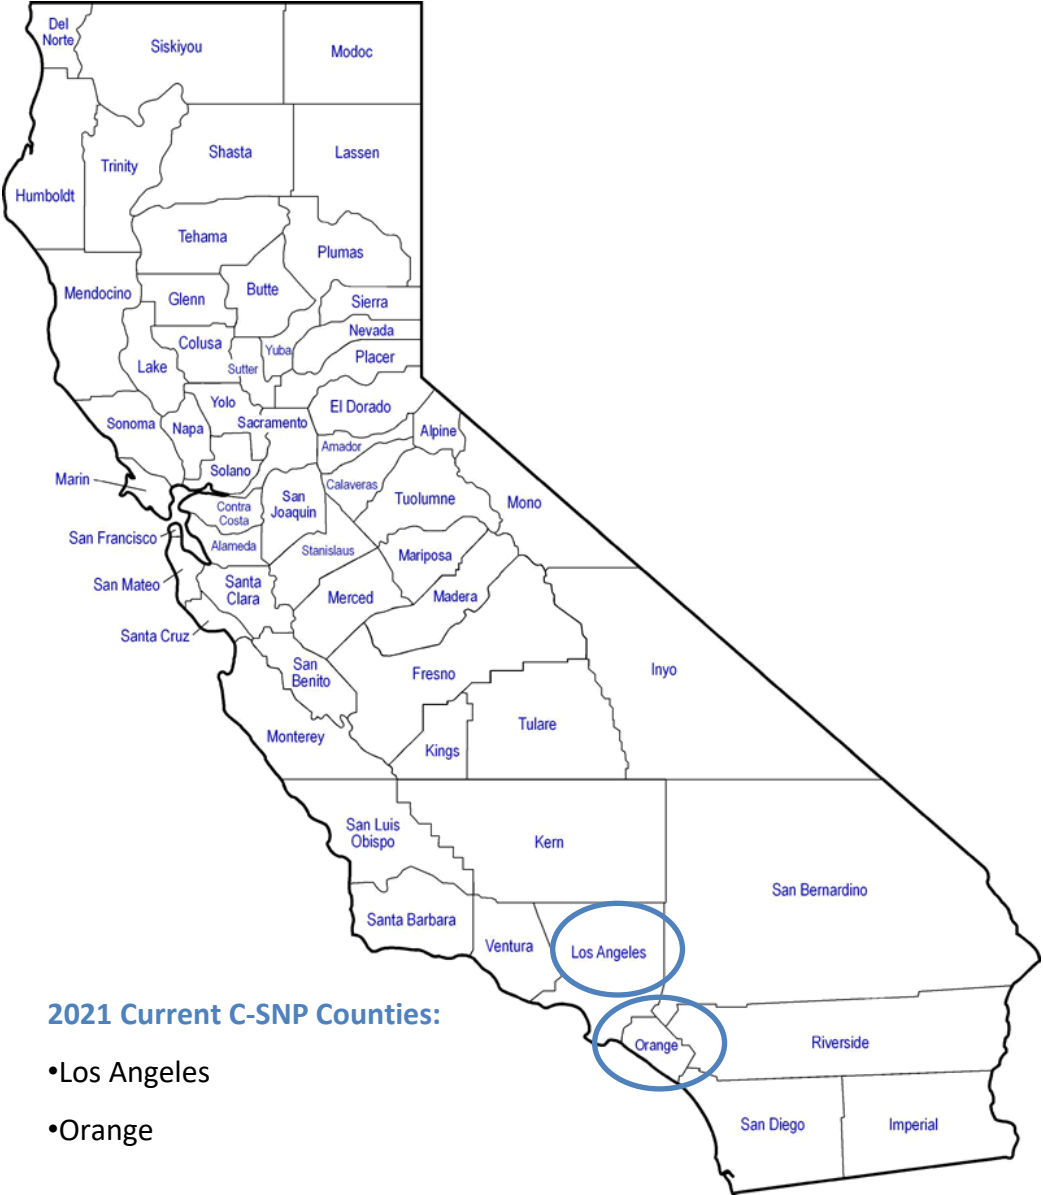 Del
Norte
Siskiyou
Modoc
Trinity
Shasta
Lassen
Humboldt
Tehama
Plumas
Mendocino
Glenn
Butte
Sierra
Nevada
Colusa
Yuba
Placer
Lake
Sutter
Yolo
El Dorado
Sonoma
Napa
Sacramento
Alpine
Amador
Solano
Marin
Calaveras
Tuolumne
Mono
San
Joaquin
Contra
Costa
San Francisco
Alameda
Stanislaus
Mariposa
San Mateo
Santa
Clara
Merced
Madera
Santa Cruz
San
Benito
Fresno
Inyo
Monterey
Kings
Tulare
San Luis
Obispo
Kern
San Bernardino
Santa Barbara
Ventura
Los Angeles
2021 Current C-SNP Counties:
•Los Angeles
•Orange
Orange
Riverside
San Diego
Imperial